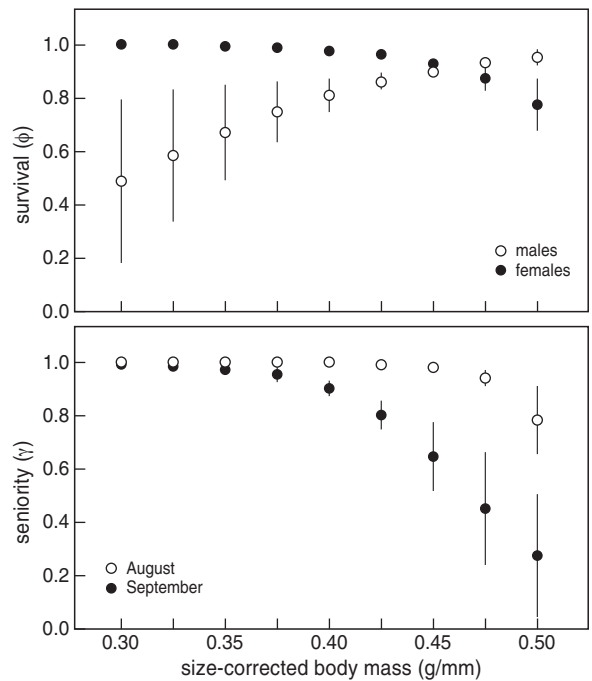 1.0
0.8
0.6
0.4
0.2
0.0
survival (ϕ)
males
females
1.0
0.8
0.6
0.4
0.2
0.0
seniority (γ)
August
September
0.30 0.35 0.40 0.45 0.50
size-corrected body mass (g/mm)